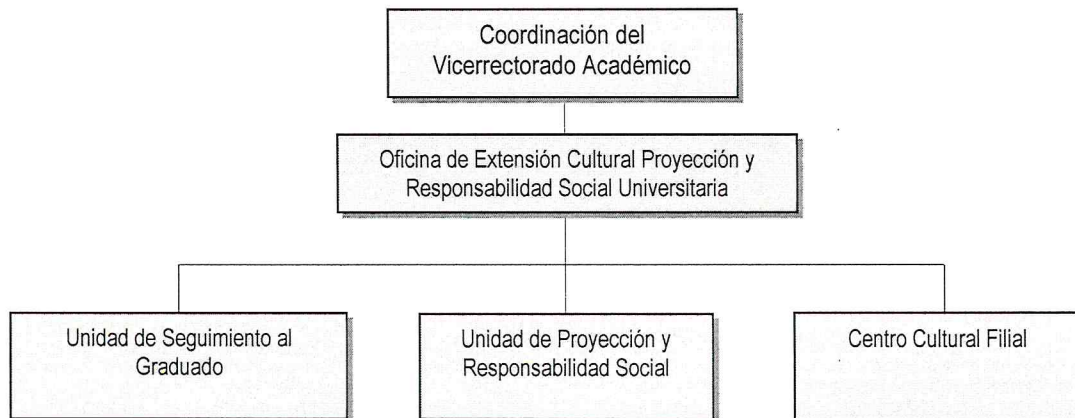 Coordinación del
Vicerrectorado Académico
Oficina de Extensión Cultural Proyección y
Responsabilidad Social Universitaria
Unidad de Seguimiento al
Graduado
Unidad de Proyección y
Responsabilidad Social
Centro Cultural Filial